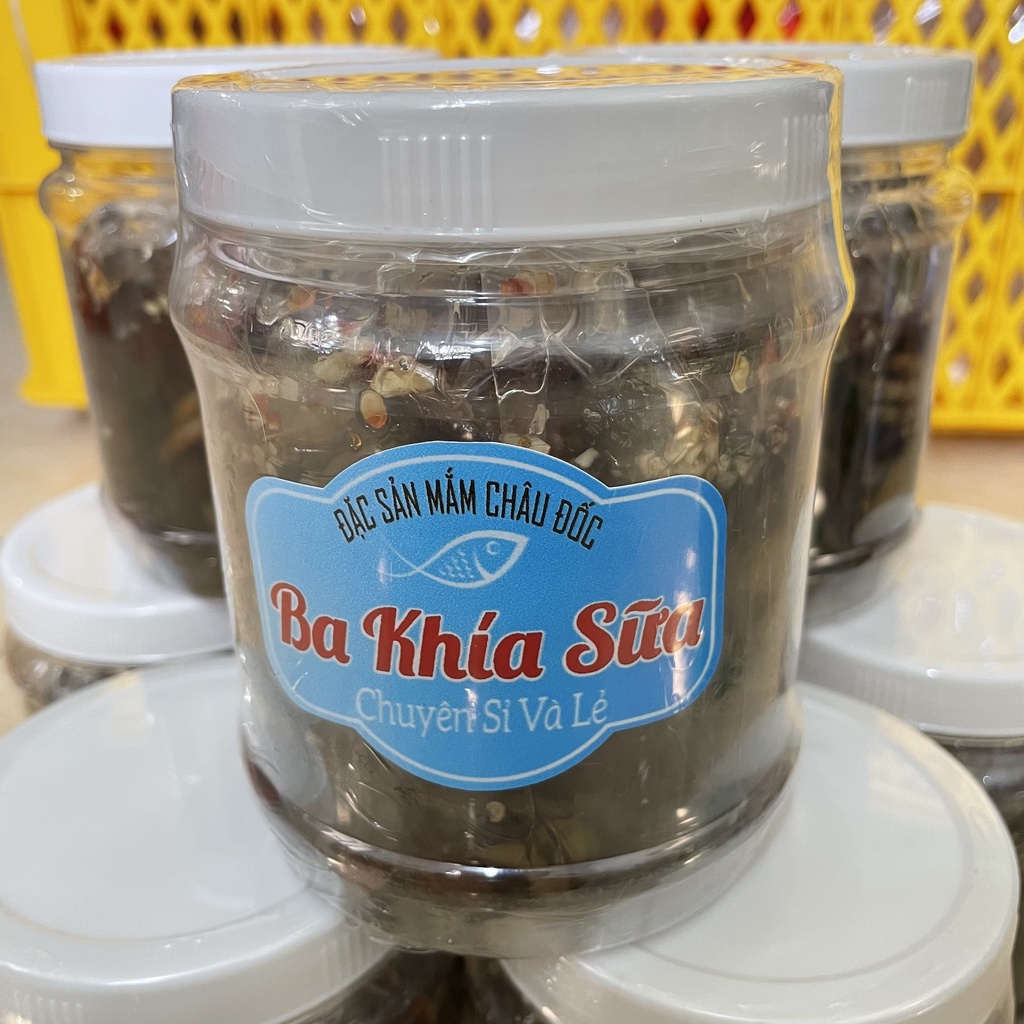 ĐẶC SẢN MẮM CHÂU ĐỐC
Ba Khía Sữa
Chuyên Sỉ Và Lẻ